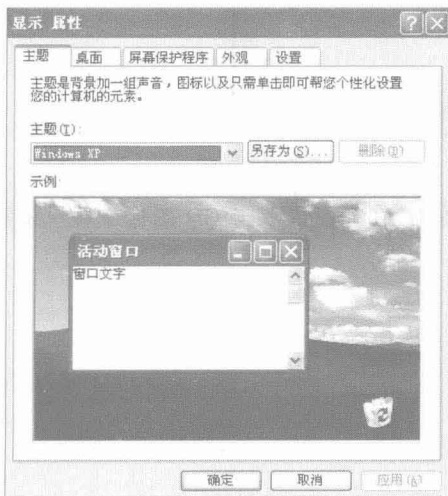 显示 属性
主题 桌面 屏幕保护程序 外观 设置
主题是背景加一组声音，图标以及只需单击即可帮您个性化设置
您的计算机的元素。
主题(T):
Windows XP 另存为(S)... 删除(D)
示例:
活动窗口
窗口文字
确定 取消 应用(A)